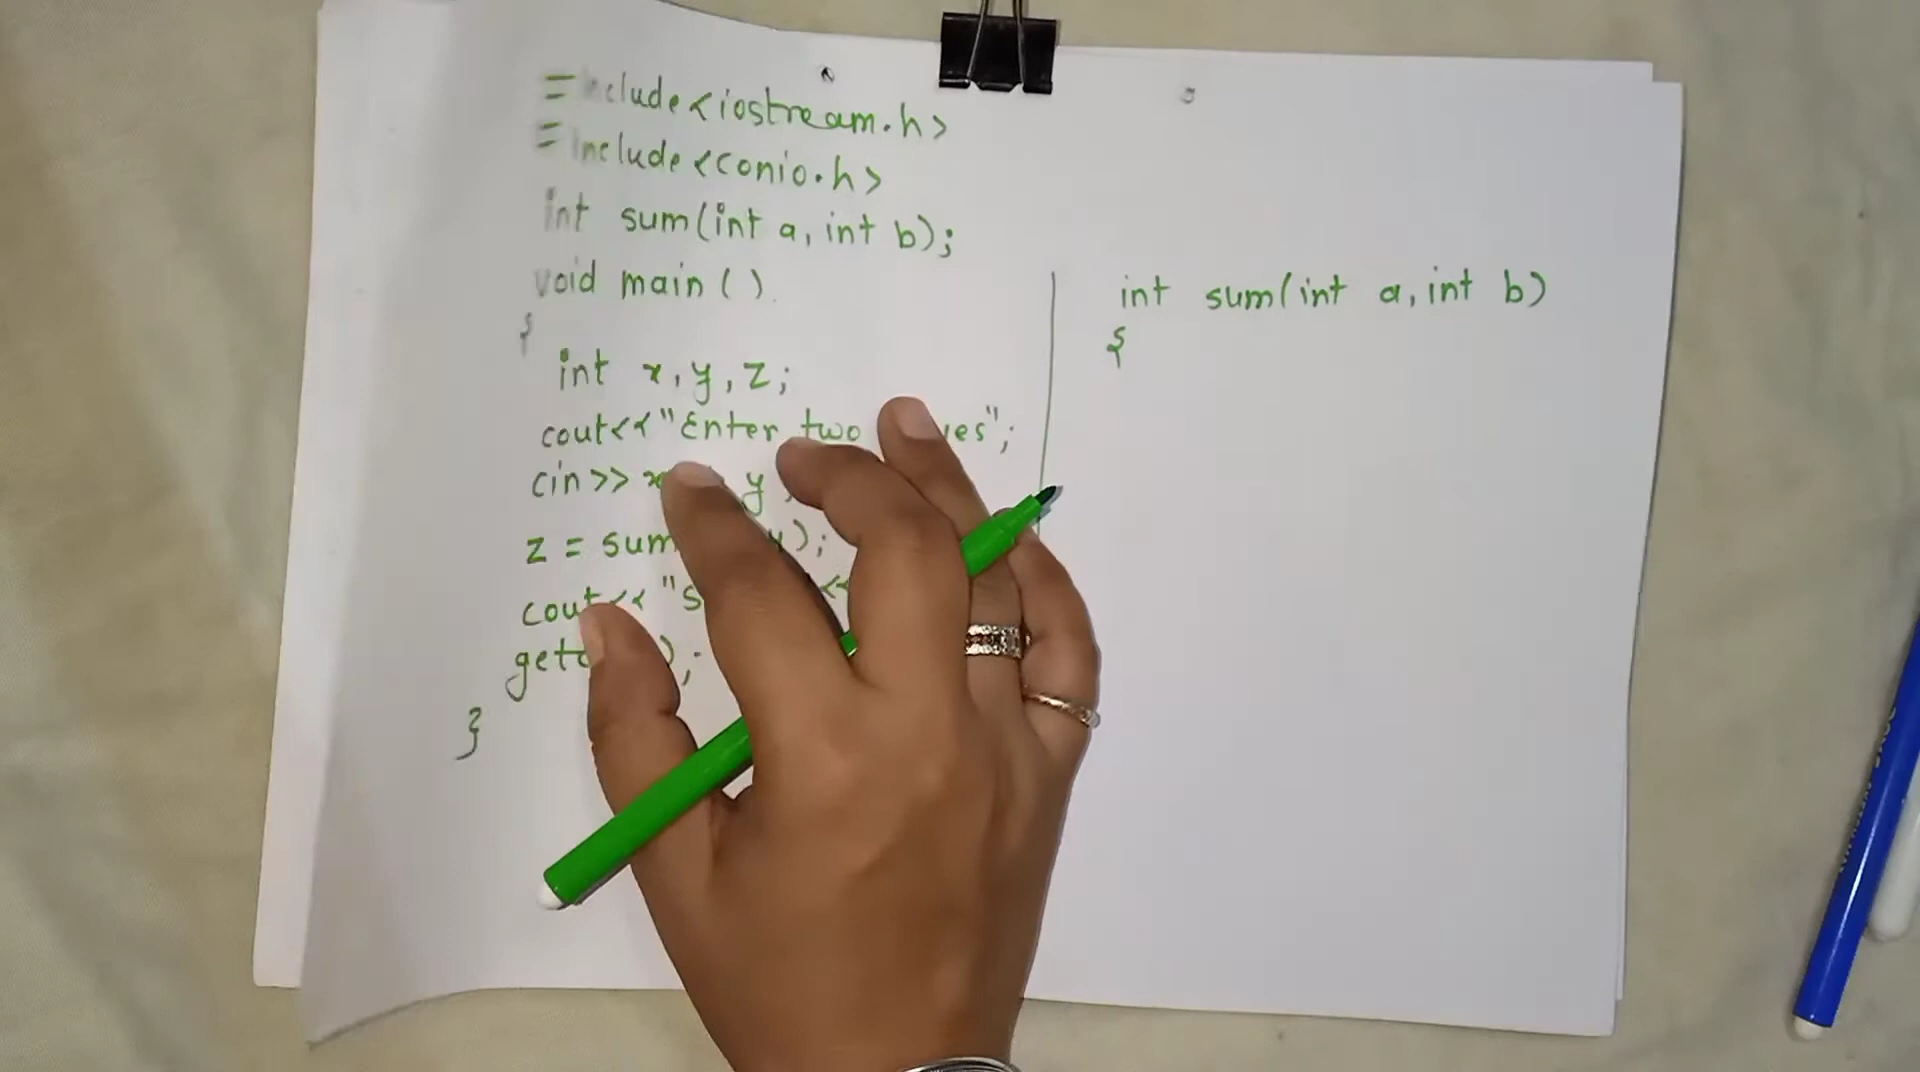 =include<iostream.h>
=include<conio.h>
int sum(int a, int b);
void main()
{
int x, y, z;
cout<<"Enter two
cin>> x y
z = sum y);
cout<< "S <<
);
}
int sum(int a, int b)
{